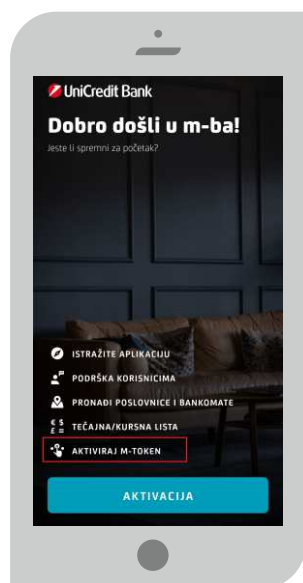 UniCredit Bank
Dobro došli u m-ba!
Jeste li spremni za početak?
ISTRAŽITE APLIKACIJU
PODRŠKA KORISNICIMA
PRONAĐI POSLOVNICE I BANKOMATE
€ $ £ ¤ TEČAJNA/KURSNA LISTA
AKTIVIRAJ M-TOKEN
AKTIVACIJA